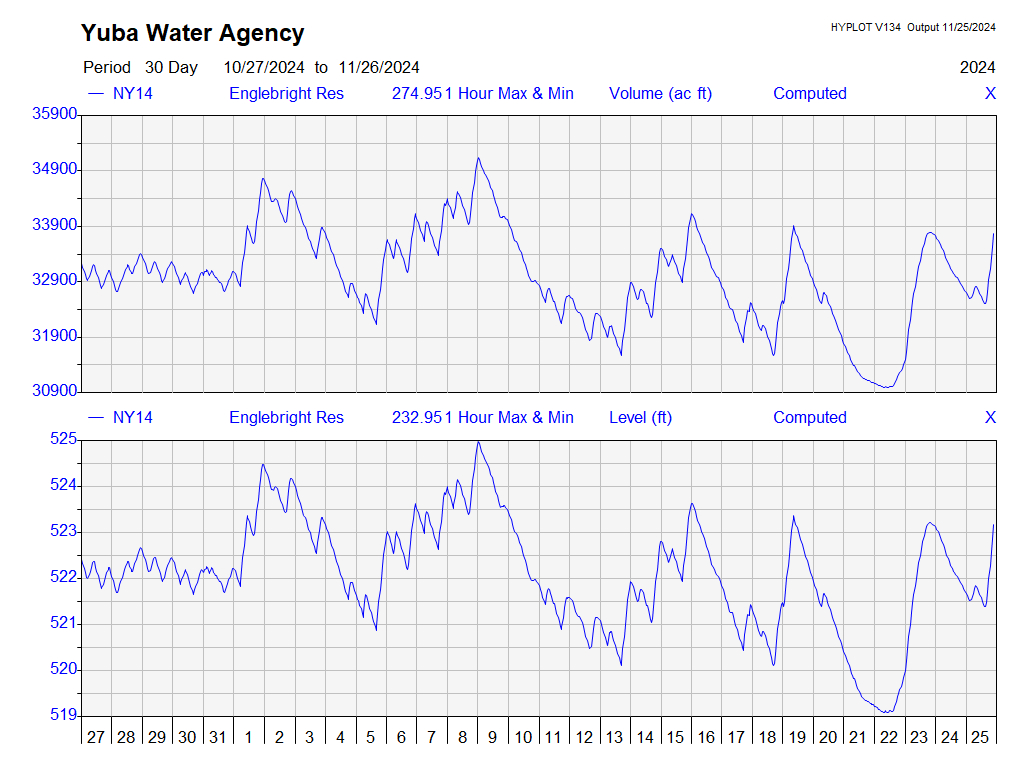 Yuba Water Agency
HYPLOT V134 Output 11/25/2024
Period 30 Day 10/27/2024 to 11/26/2024
2024
NY14 Englebright Res 274.951 Hour Max & Min Volume (ac ft) Computed X
35900
34900
33900
32900
31900
30900
NY14 Englebright Res 232.951 Hour Max & Min Level (ft) Computed X
525
524
523
522
521
520
519
27 28 29 30 31 1 2 3 4 5 6 7 8 9 10 11 12 13 14 15 16 17 18 19 20 21 22 23 24 25